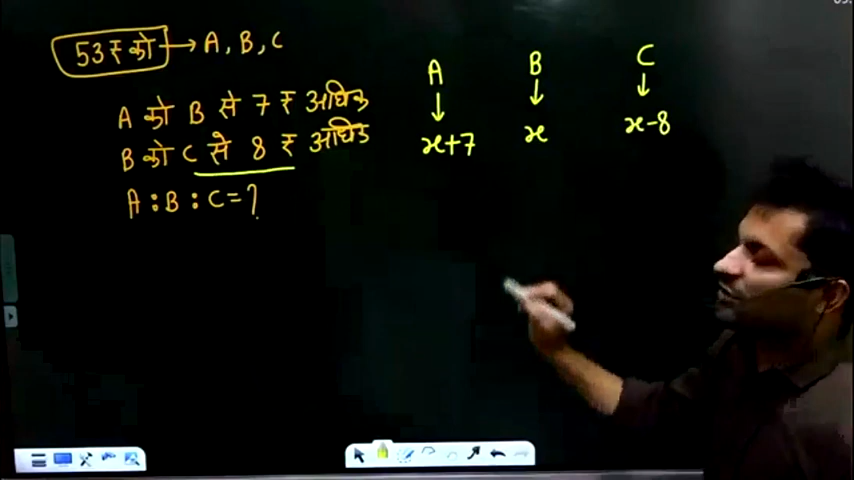 53₹ को → A, B, C
A को B से 7 ₹ अधिक
B को C से 8 ₹ अधिक
A : B : C = ?
A B C
↓ ↓ ↓
x+7 x x-8